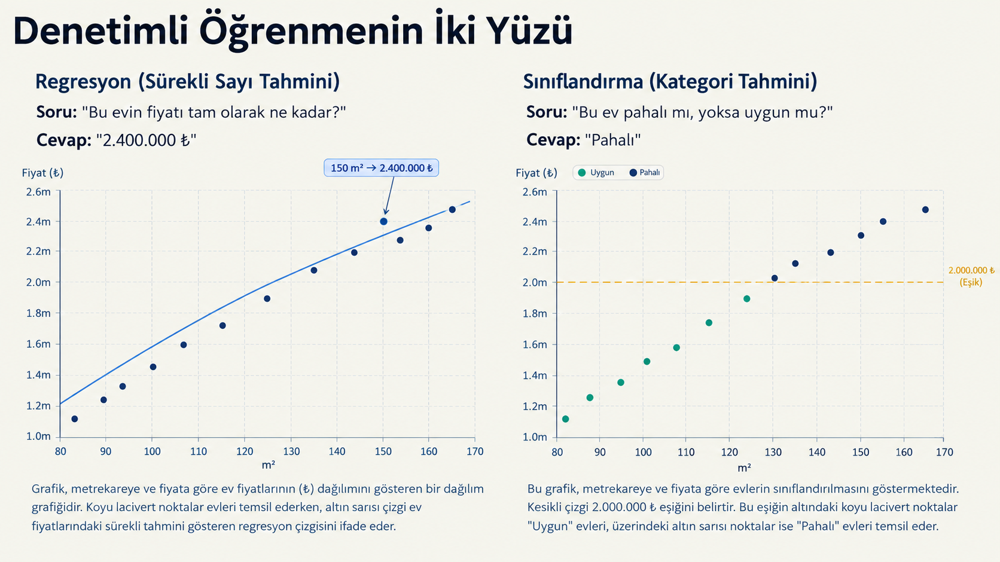 Denetimli Öğrenmenin İki Yüzü
Regresyon (Sürekli Sayı Tahmini)
Soru: "Bu evin fiyatı tam olarak ne kadar?"
Cevap: "2.400.000 ₺"
150 m² → 2.400.000 ₺
Fiyat (₺)
2.6m
2.4m
2.2m
2.0m
1.8m
1.6m
1.4m
1.2m
1.0m
80 90 100 110 120 130 140 150 160 170
m²
Grafik, metrekareye ve fiyata göre ev fiyatlarının (₺) dağılımını gösteren bir dağılım
grafiğidir. Koyu lacivert noktalar evleri temsil ederken, altın sarısı çizgi ev
fiyatlarındaki sürekli tahmini gösteren regresyon çizgisini ifade eder.
Sınıflandırma (Kategori Tahmini)
Soru: "Bu ev pahalı mı, yoksa uygun mu?"
Cevap: "Pahalı"
Fiyat (₺)
Uygun Pahalı
2.6m
2.4m
2.2m
2.0m
1.8m
1.6m
1.4m
1.2m
1.0m
2.000.000 ₺
(Eşik)
80 90 100 110 120 130 140 150 160 170
m²
Bu grafik, metrekareye ve fiyata göre evlerin sınıflandırılmasını göstermektedir.
Kesikli çizgi 2.000.000 ₺ eşiğini belirtir. Bu eşiğin altındaki koyu lacivert noktalar
"Uygun" evleri, üzerindeki altın sarısı noktalar ise "Pahalı" evleri temsil eder.